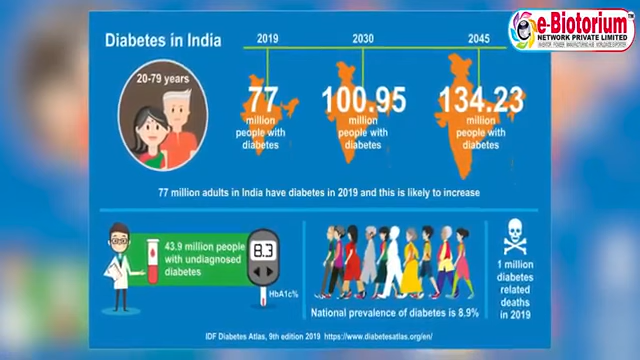 e-Biotorium
NETWORK PRIVATE LIMITED
Diabetes in India
2019
2030
2045
20-79 years
77
million
people with
diabetes
100.95
million
people with
diabetes
134.23
million
people with
diabetes
77 million adults in India have diabetes in 2019 and this is likely to increase
43.9 million people
with undiagnosed
diabetes
8.3
HbA1c%
National prevalence of diabetes is 8.9%
1 million
diabetes
related
deaths
in 2019
IDF Diabetes Atlas, 9th edition 2019 https://www.diabetesatlas.org/en/